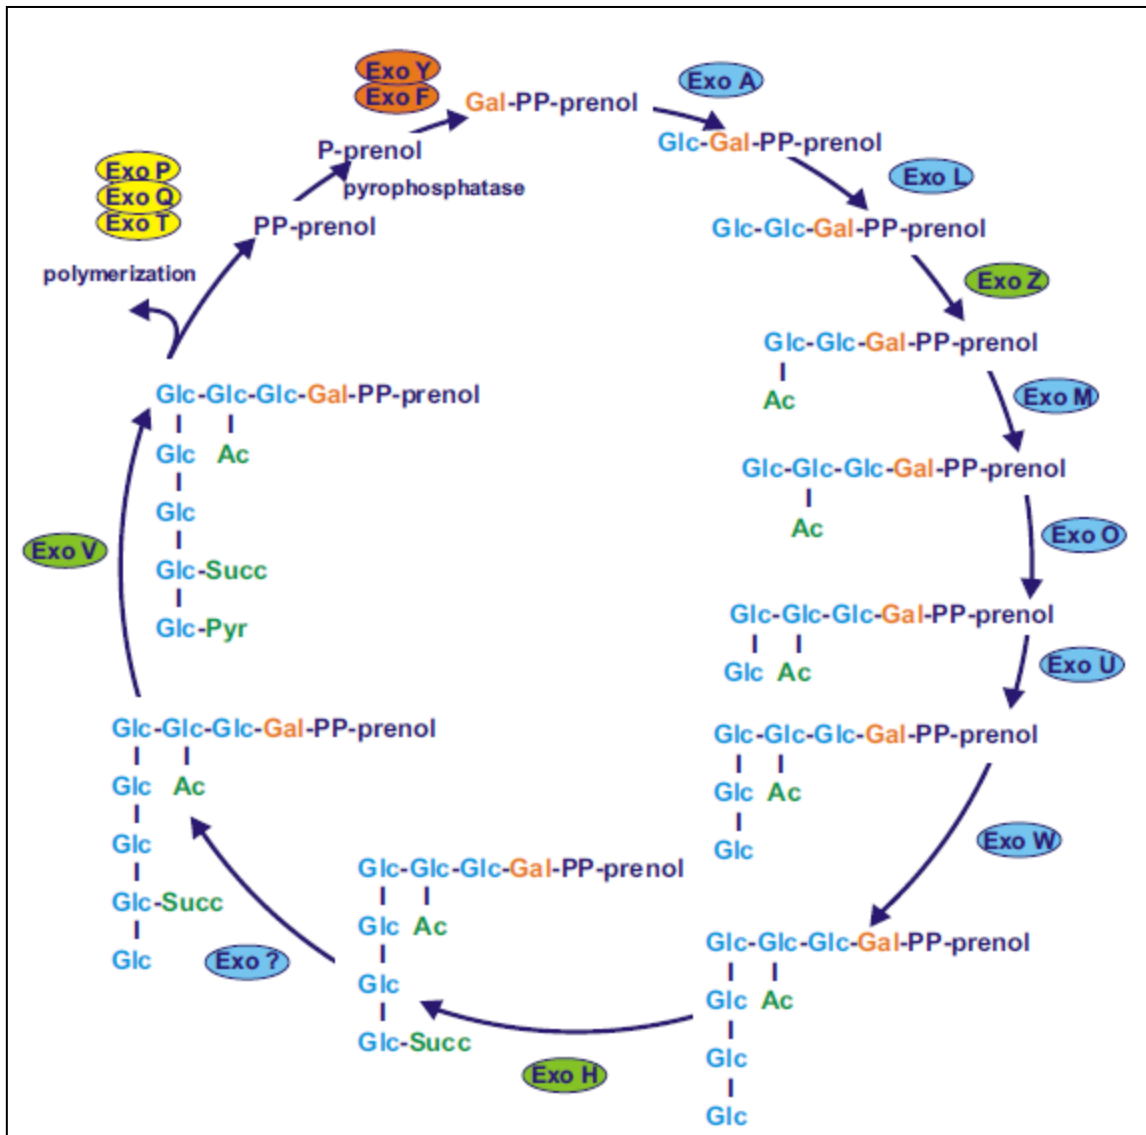 Exo Y
Exo F
Gal-PP-prenol
Exo A
Glc-Gal-PP-prenol
Exo L
Glc-Glc-Gal-PP-prenol
Exo Z
Glc-Glc-Gal-PP-prenol
Ac
Exo M
Glc-Glc-Glc-Gal-PP-prenol
Ac
Exo O
Glc-Glc-Glc-Gal-PP-prenol
Glc Ac
Exo U
Glc-Glc-Glc-Gal-PP-prenol
Glc Ac
Glc
Exo W
Glc-Glc-Glc-Gal-PP-prenol
Glc Ac
Glc
Glc
Exo H
Glc-Glc-Glc-Gal-PP-prenol
Glc Ac
Glc
Glc-Succ
Exo ?
Glc-Glc-Glc-Gal-PP-prenol
Glc Ac
Glc
Glc-Succ
Glc
Exo V
Glc-Glc-Glc-Gal-PP-prenol
Glc Ac
Glc
Glc-Succ
Glc-Pyr
polymerization
Exo P
Exo Q
Exo T
PP-prenol
pyrophosphatase
P-prenol